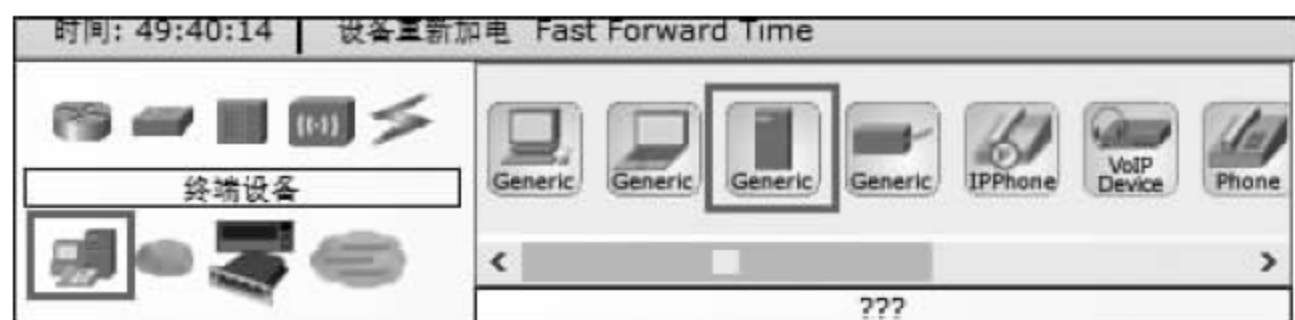 时间: 49:40:14 设备重新加电 Fast Forward Time
终端设备
Generic Generic Generic Generic IPPhone VoIP Device Phone
???